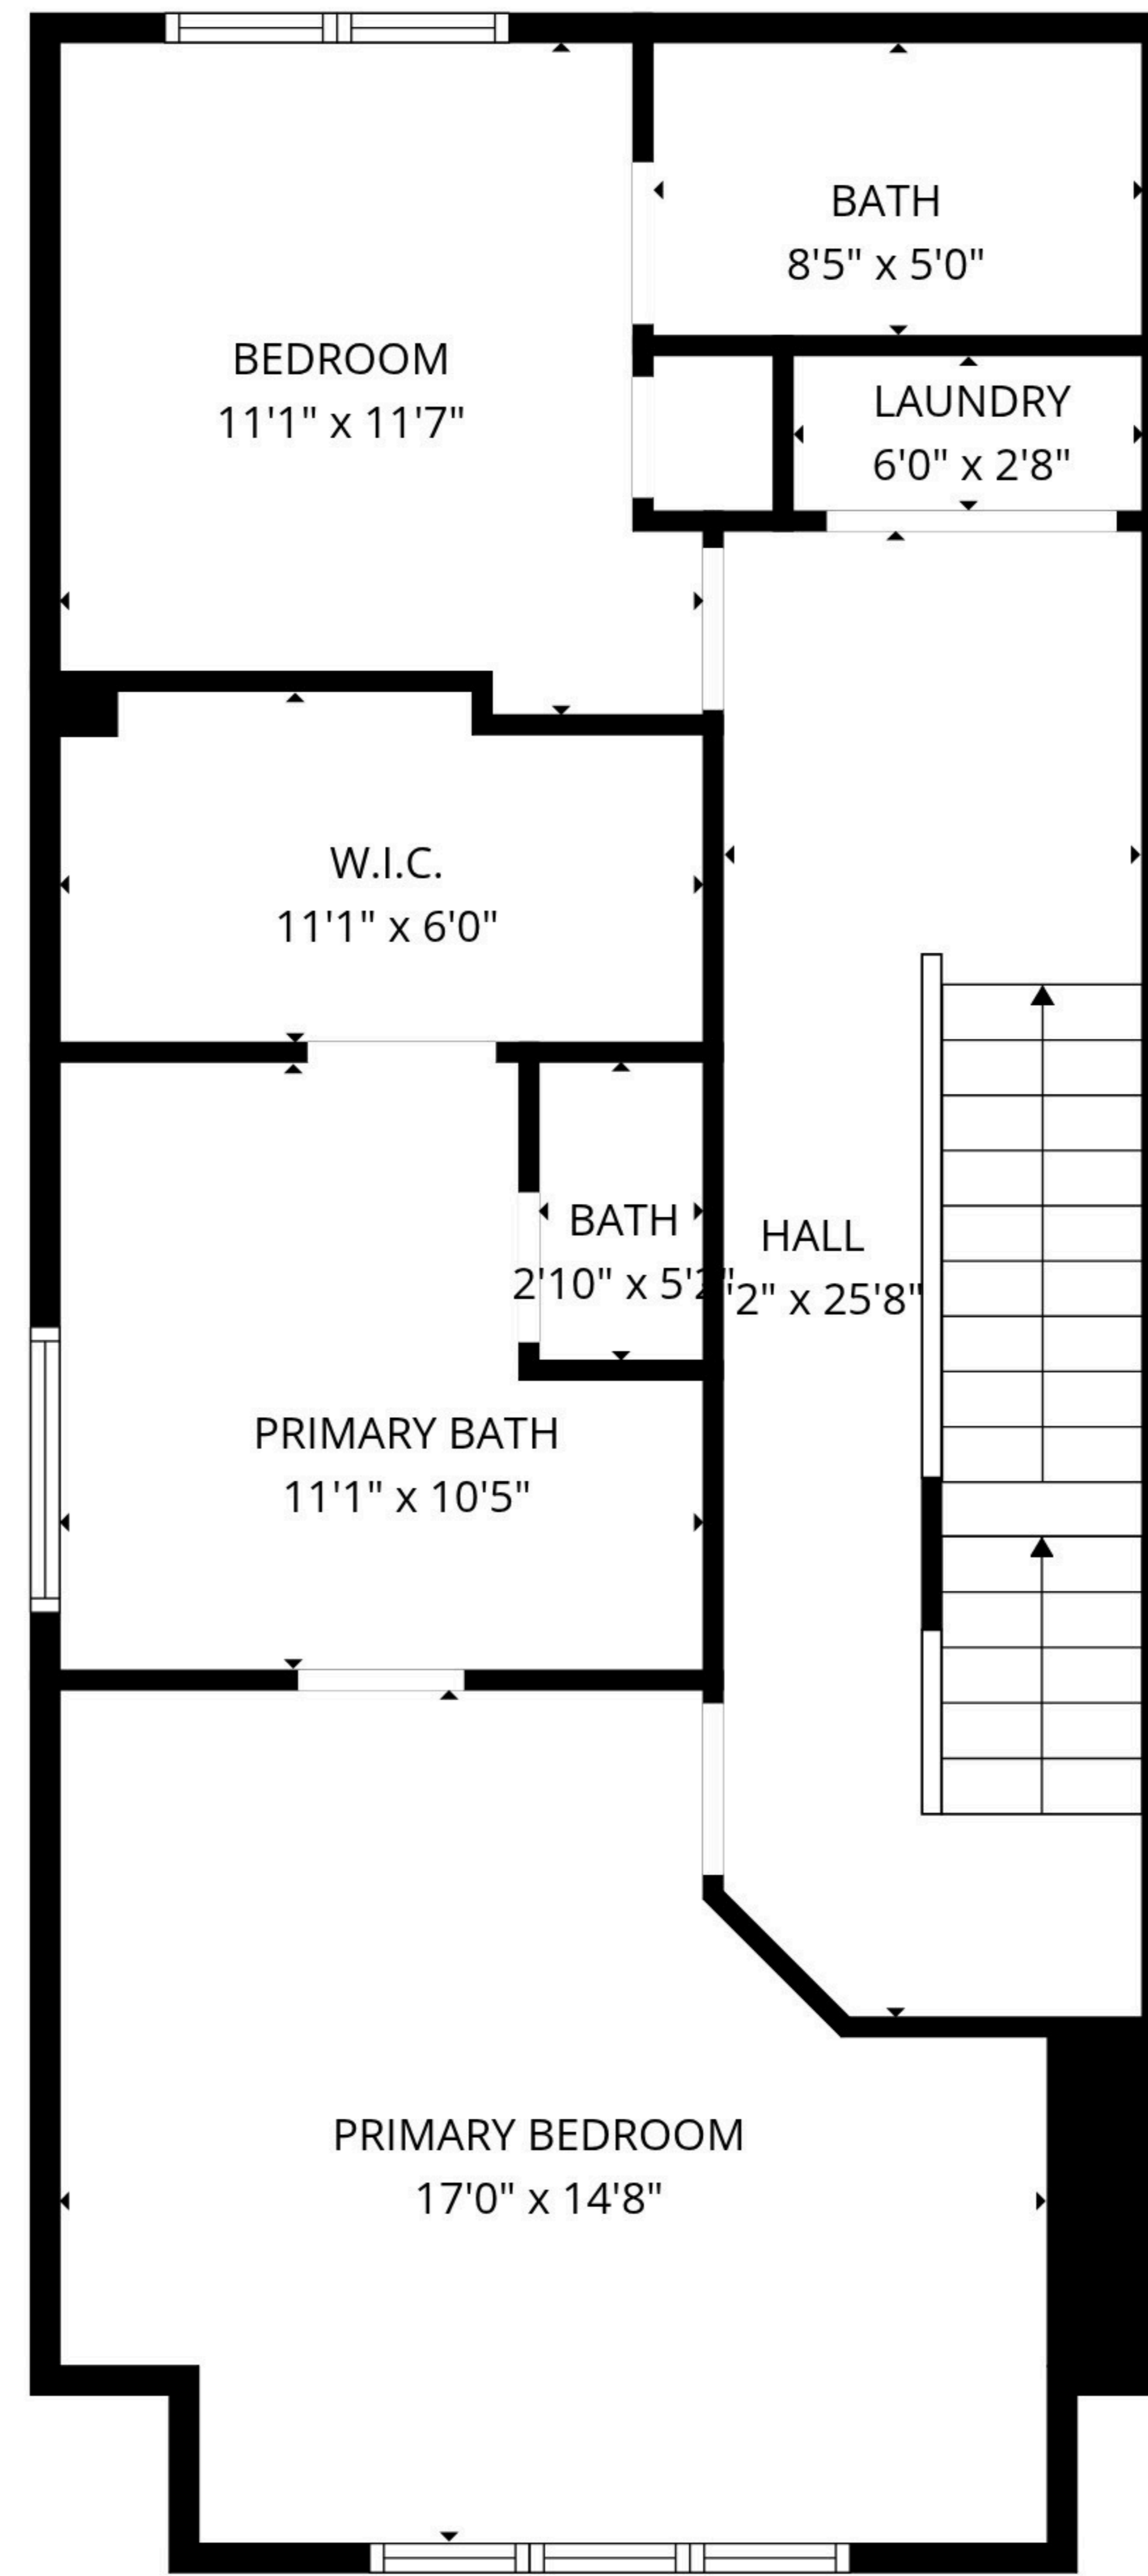 BATH
8'5" x 5'0"
BEDROOM
11'1" x 11'7"
LAUNDRY
6'0" x 2'8"
W.I.C.
11'1" x 6'0"
BATH
2'10" x 5'2"
HALL
'2" x 25'8"
PRIMARY BATH
11'1" x 10'5"
PRIMARY BEDROOM
17'0" x 14'8"